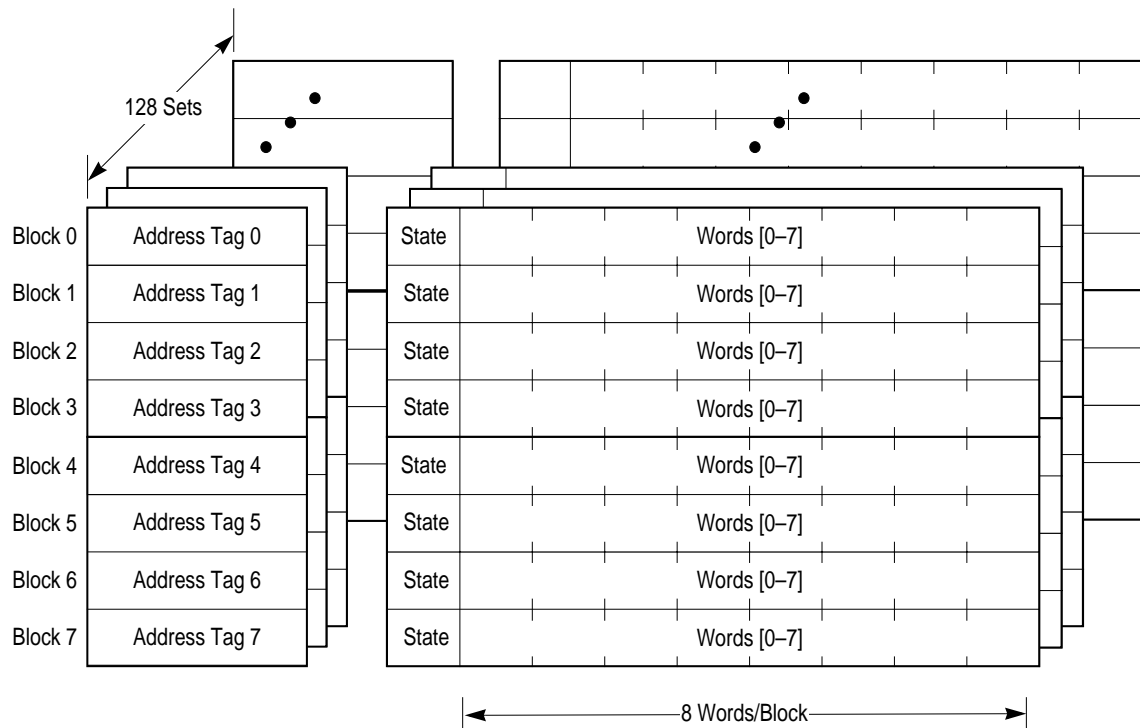 128 Sets
Block 0 Address Tag 0 State Words [0–7]
Block 1 Address Tag 1 State Words [0–7]
Block 2 Address Tag 2 State Words [0–7]
Block 3 Address Tag 3 State Words [0–7]
Block 4 Address Tag 4 State Words [0–7]
Block 5 Address Tag 5 State Words [0–7]
Block 6 Address Tag 6 State Words [0–7]
Block 7 Address Tag 7 State Words [0–7]
8 Words/Block